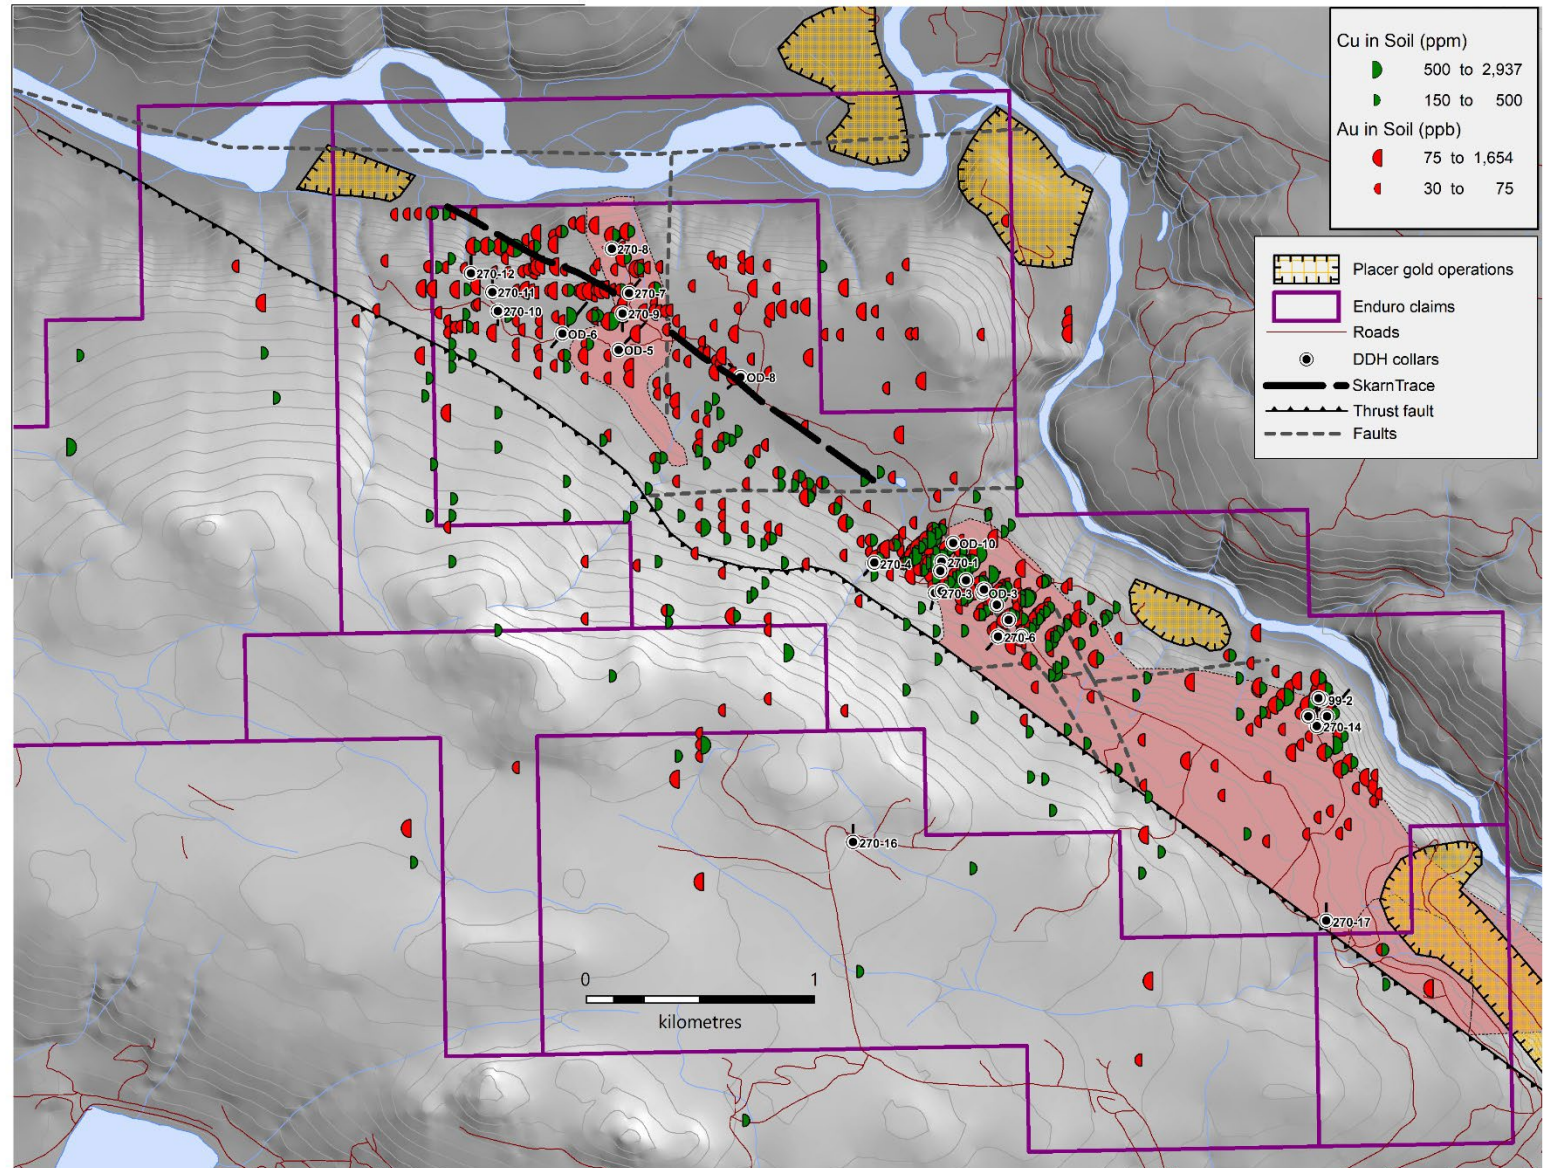 Cu in Soil (ppm)
500 to 2,937
150 to 500
Au in Soil (ppb)
75 to 1,654
30 to 75
Placer gold operations
Enduro claims
Roads
DDH collars
SkarnTrace
Thrust fault
Faults
270-8
270-12
270-11
270-7
270-10
270-9
OD-6
OD-5
OD-8
OD-10
270-4
270-1
270-3
OD-3
270-6
99-2
270-14
270-16
270-17
0 1
kilometres